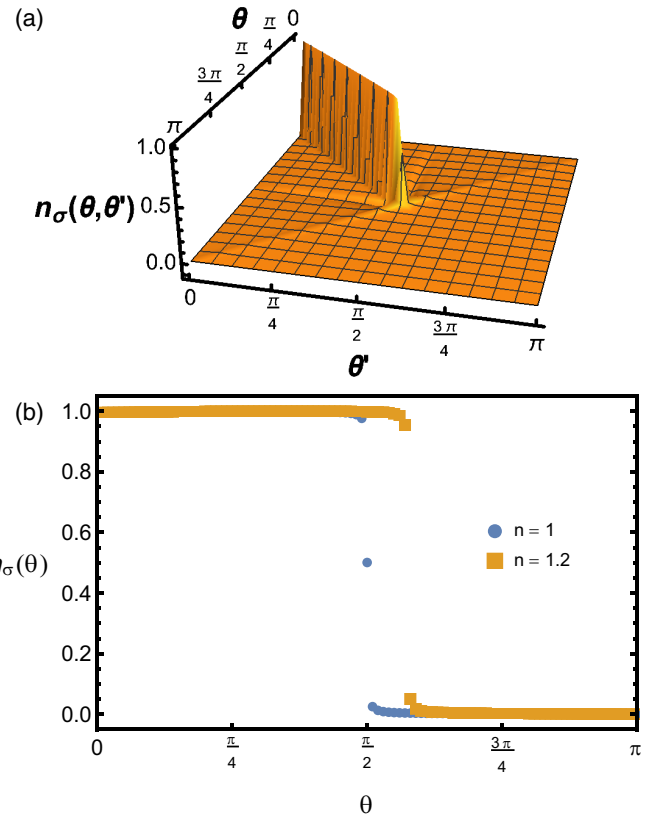 (a)
θ
0
π/4
π/2
3π/4
π
1.0
0.5
0.0
nσ(θ,θ')
0
π/4
π/2
3π/4
π
θ'
(b)
1.0
0.8
0.6
0.4
0.2
0.0
σ(θ)
n = 1
n = 1.2
0
π/4
π/2
3π/4
π
θ